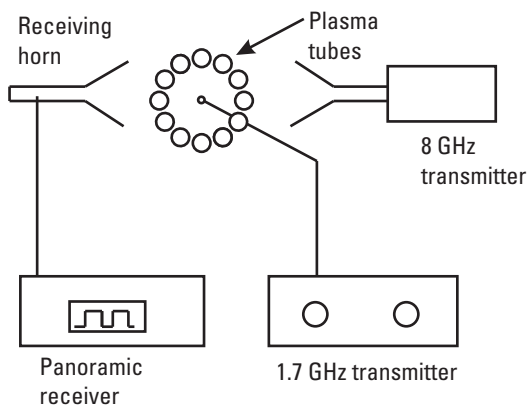 Receiving
horn
Plasma
tubes
8 GHz
transmitter
Panoramic
receiver
1.7 GHz transmitter